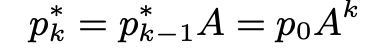 $p_k^* = p_{k-1}^* A = p_0 A^k$